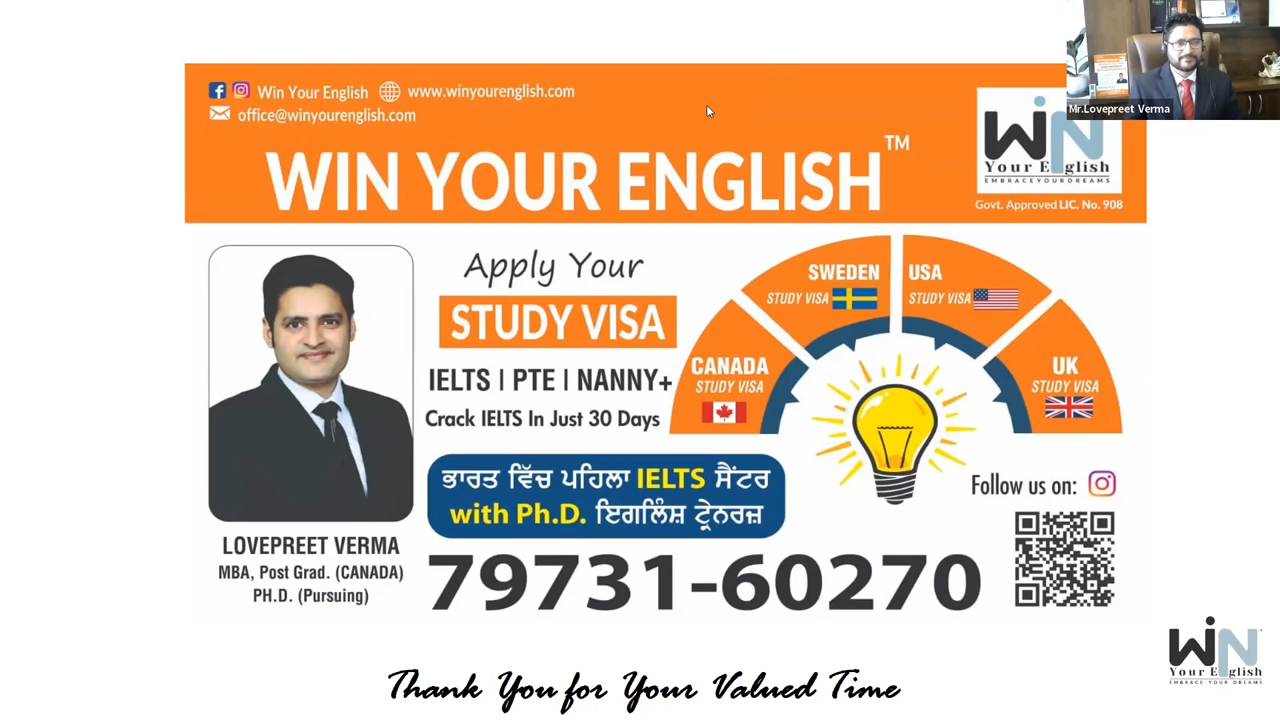 Mr.Lovepreet Verma
Win Your English www.winyourenglish.com
office@winyourenglish.com
WIN YOUR ENGLISH™
WiN
Your English
EMBRACEYOURDREAMS
Govt. Approved LIC. No. 908
LOVEPREET VERMA
MBA, Post Grad. (CANADA)
PH.D. (Pursuing)
Apply Your
STUDY VISA
IELTS | PTE | NANNY+
Crack IELTS In Just 30 Days
ਭਾਰਤ ਵਿੱਚ ਪਹਿਲਾ IELTS ਸੈਂਟਰ
with Ph.D. ਇਗਲਿੰਸ਼ ਟ੍ਰੇਨਰਜ਼
79731-60270
CANADA
STUDY VISA
SWEDEN
STUDY VISA
USA
STUDY VISA
UK
STUDY VISA
Follow us on:
Thank You for Your Valued Time
WiN
Your English
EMBRACE YOUR DREAMS